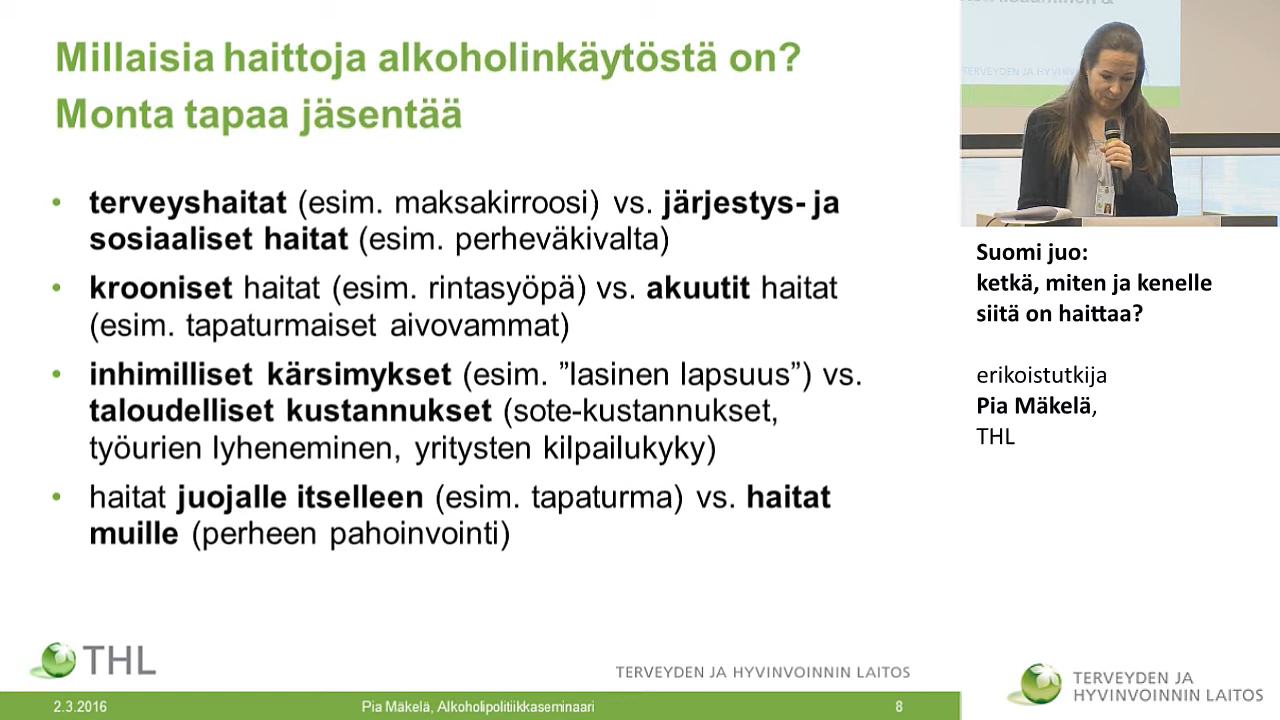 Millaisia haittoja alkoholinkäytöstä on?
Monta tapaa jäsentää
• terveyshaitat (esim. maksakirroosi) vs. järjestys- ja
sosiaaliset haitat (esim. perheväkivalta)
• krooniset haitat (esim. rintasyöpä) vs. akuutit haitat
(esim. tapaturmaiset aivovammat)
• inhimilliset kärsimykset (esim. ”lasinen lapsuus”) vs.
taloudelliset kustannukset (sote-kustannukset,
työurien lyheneminen, yritysten kilpailukyky)
• haitat juojalle itselleen (esim. tapaturma) vs. haitat
muille (perheen pahoinvointi)
THL
TERVEYDEN JA HYVINVOINNIN LAITOS
2.3.2016
Pia Mäkelä, Alkoholipolitiikkaseminaari
8
TERVEYDEN JA
Suomi juo:
ketkä, miten ja kenelle
siitä on haittaa?
erikoistutkija
Pia Mäkelä,
THL
TERVEYDEN JA
HYVINVOINNIN LAITOS